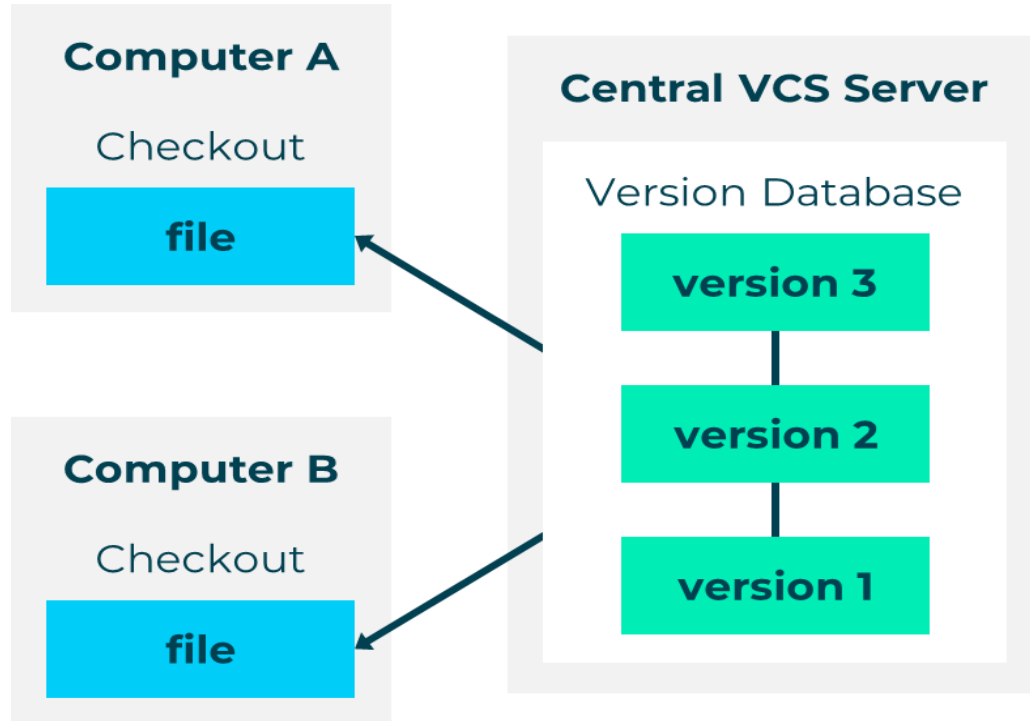 Computer A
Checkout
file
Computer B
Checkout
file
Central VCS Server
Version Database
version 3
version 2
version 1